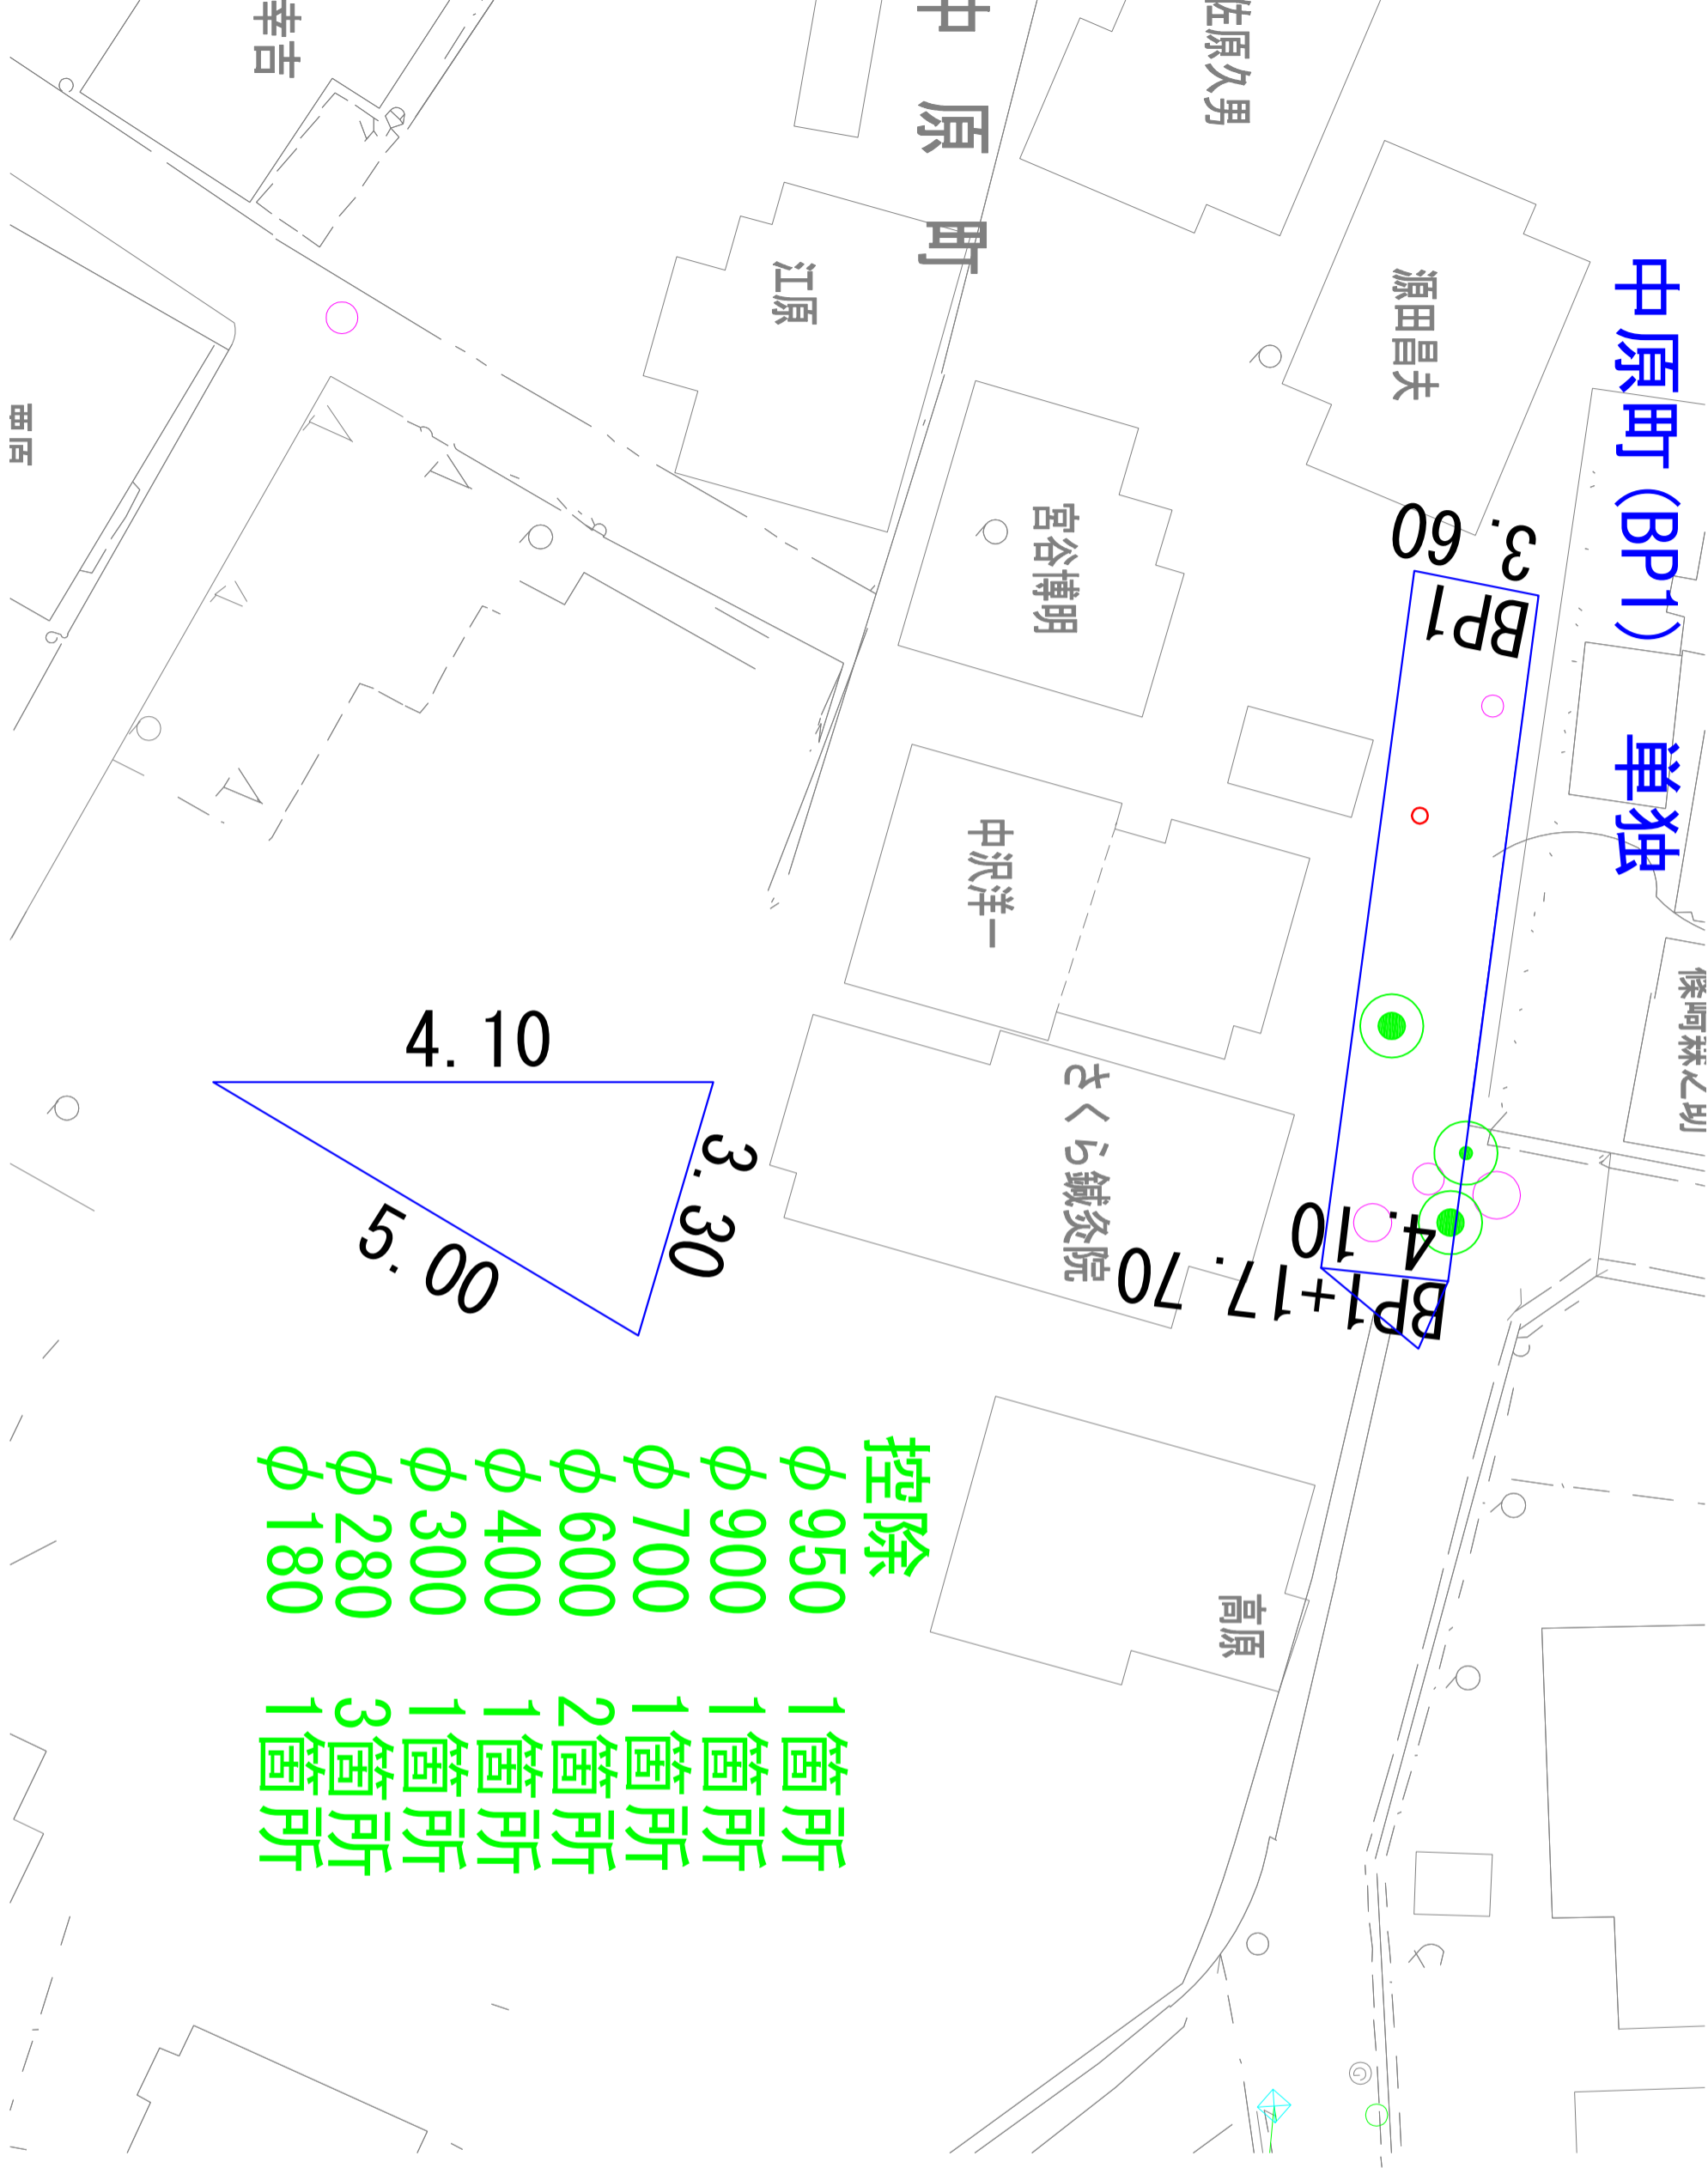 中原町(BP1) 単独
3.60
BP1
4.10
BP1+17.70
佐原久男
源田昌夫
中原町
江原
宮谷博明
中沢洋一
さくら鍼灸院
高原
幸吉
4.10
3.30
5.00
控除
φ950 1箇所
φ900 1箇所
φ700 1箇所
φ600 2箇所
φ400 1箇所
φ300 1箇所
φ280 3箇所
φ180 1箇所